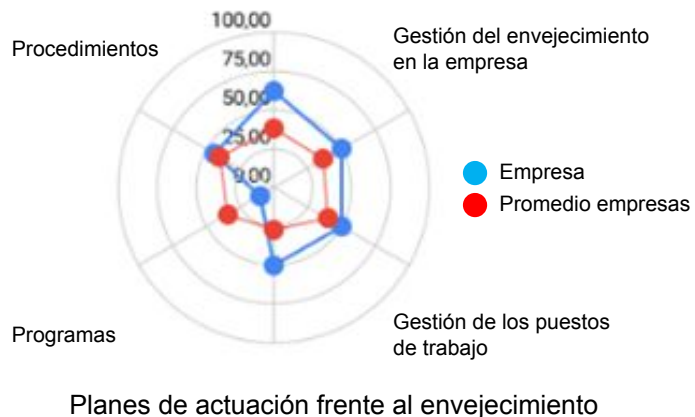 100,00
75,00
50,00
25,00
0,00
Procedimientos
Gestión del envejecimiento
en la empresa
Empresa
Promedio empresas
Programas
Gestión de los puestos
de trabajo
Planes de actuación frente al envejecimiento